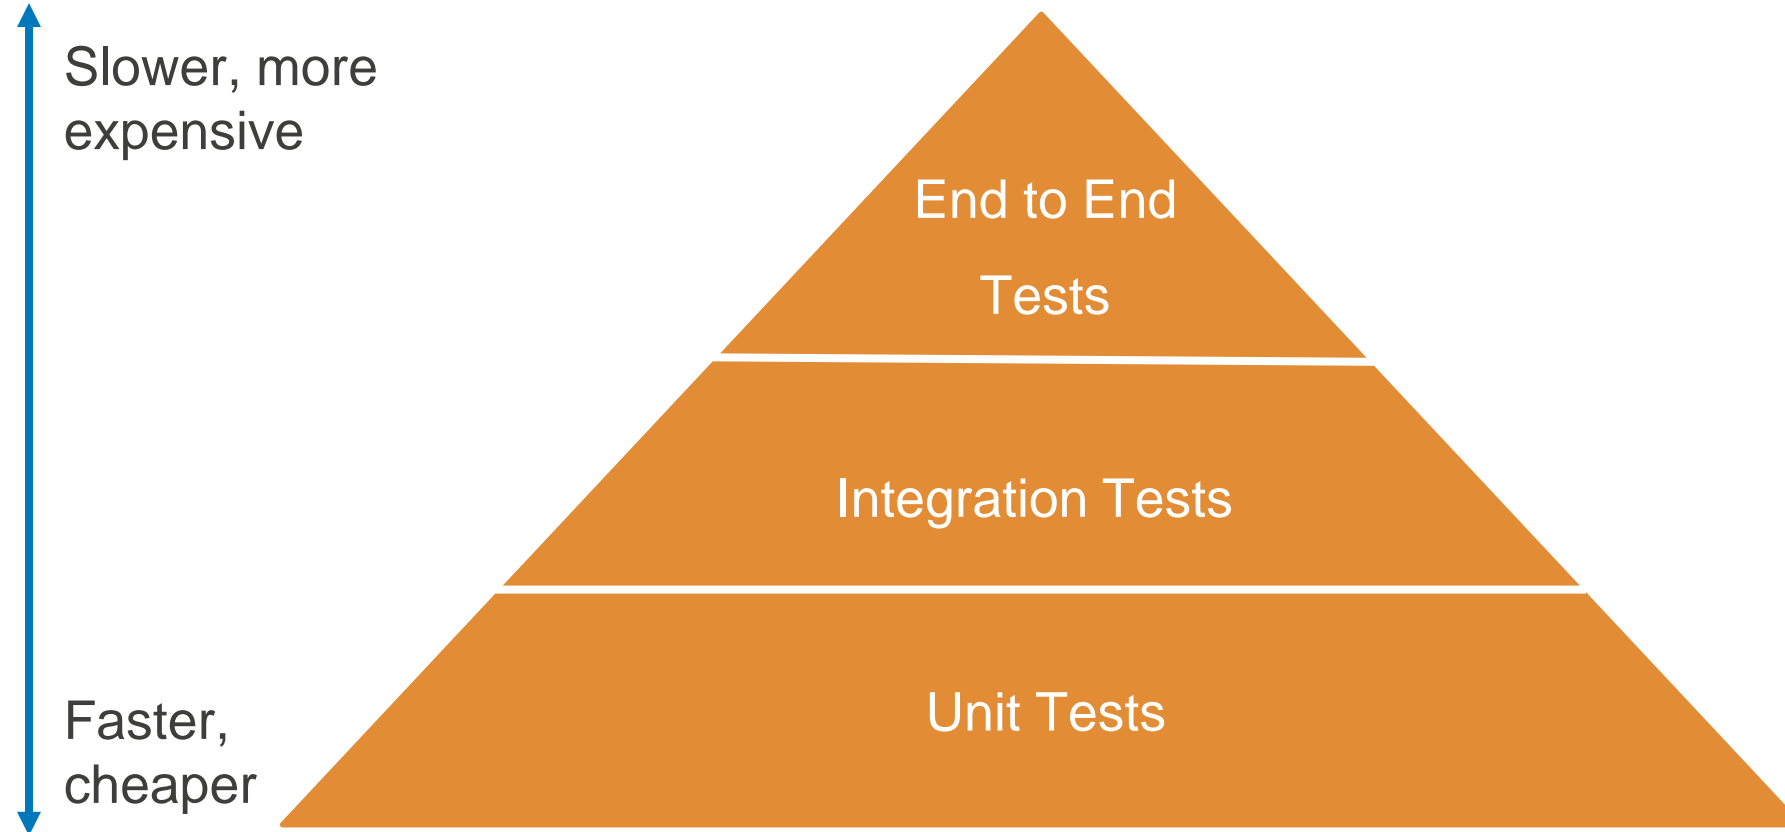 Slower, more
expensive
End to End
Tests
Integration Tests
Unit Tests
Faster,
cheaper